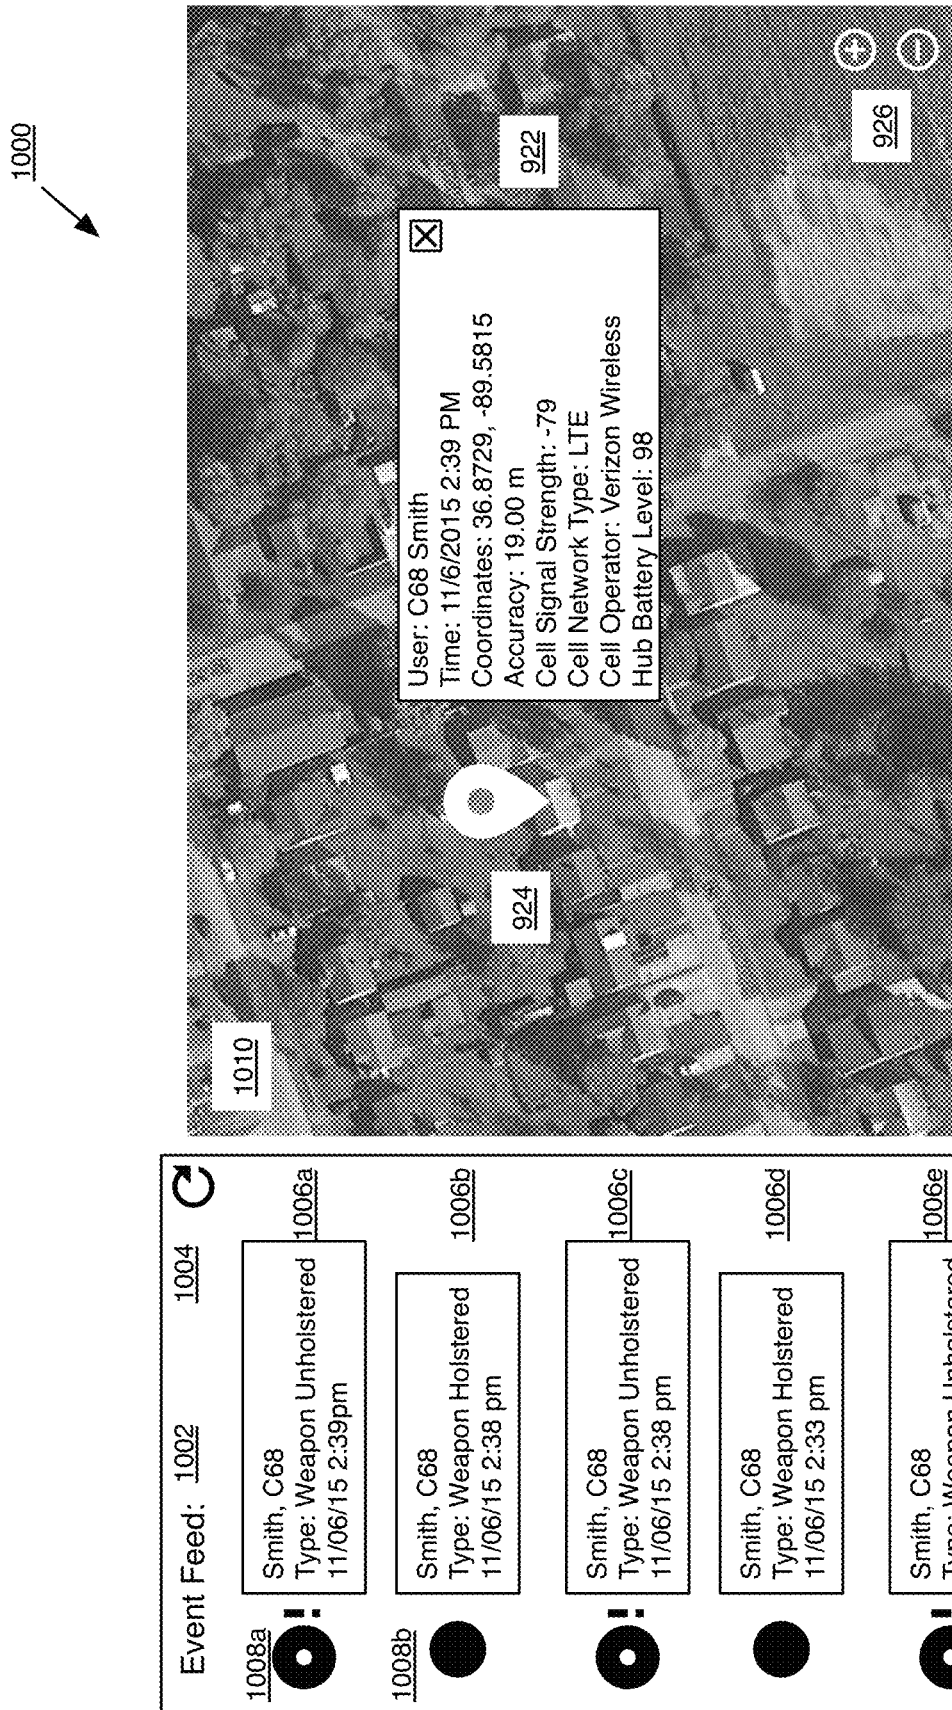 1000
Event Feed: 1002 1004
1008a
Smith, C68
Type: Weapon Unholstered
11/06/15 2:39pm
1006a
1008b
Smith, C68
Type: Weapon Holstered
11/06/15 2:38 pm
1006b
Smith, C68
Type: Weapon Unholstered
11/06/15 2:38 pm
1006c
Smith, C68
Type: Weapon Holstered
11/06/15 2:33 pm
1006d
Smith, C68
Type: Weapon Unholstered
1006e
1010
924
User: C68 Smith
Time: 11/6/2015 2:39 PM
Coordinates: 36.8729, -89.5815
Accuracy: 19.00 m
Cell Signal Strength: -79
Cell Network Type: LTE
Cell Operator: Verizon Wireless
Hub Battery Level: 98
922
926